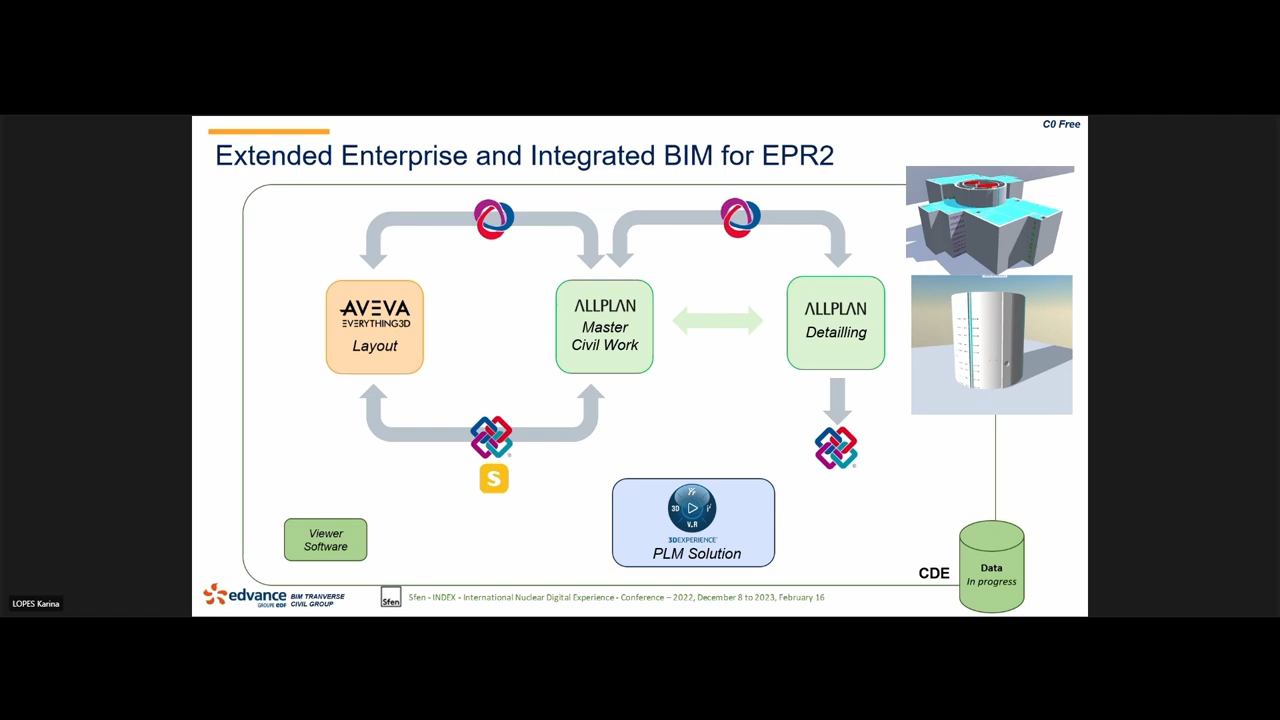 C0 Free
Extended Enterprise and Integrated BIM for EPR2
AVEVA
EVERYTHING3D
Layout
ALLPLAN
Master
Civil Work
ALLPLAN
Detailling
S
3D
V.R
3DEXPERIENCE
PLM Solution
Viewer
Software
CDE
Data
In progress
edvance
GROUPE EDF
BIM TRANVERSE
CIVIL GROUP
Sfen
Sfen - INDEX - International Nuclear Digital Experience - Conference – 2022, December 8 to 2023, February 16
LOPES Karina